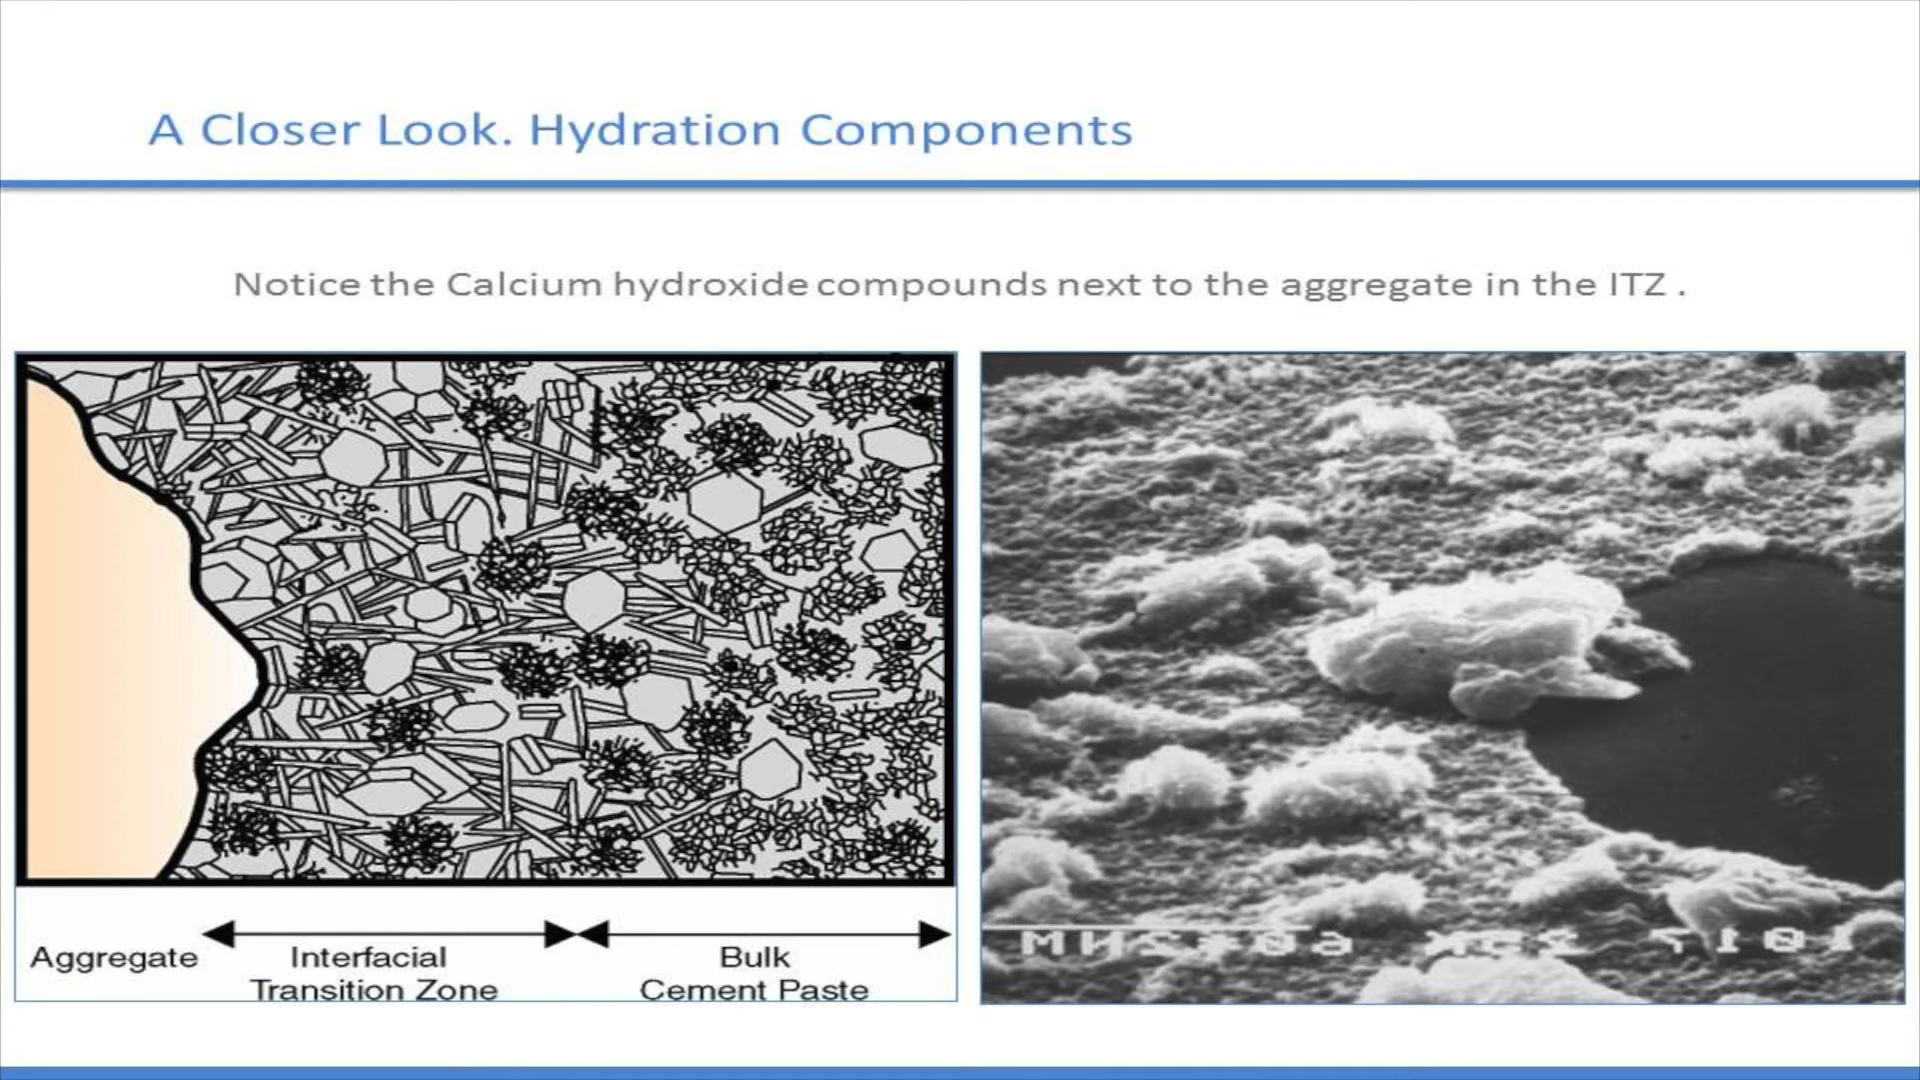 A Closer Look. Hydration Components
Notice the Calcium hydroxide compounds next to the aggregate in the ITZ .
Aggregate
Interfacial
Transition Zone
Bulk
Cement Paste